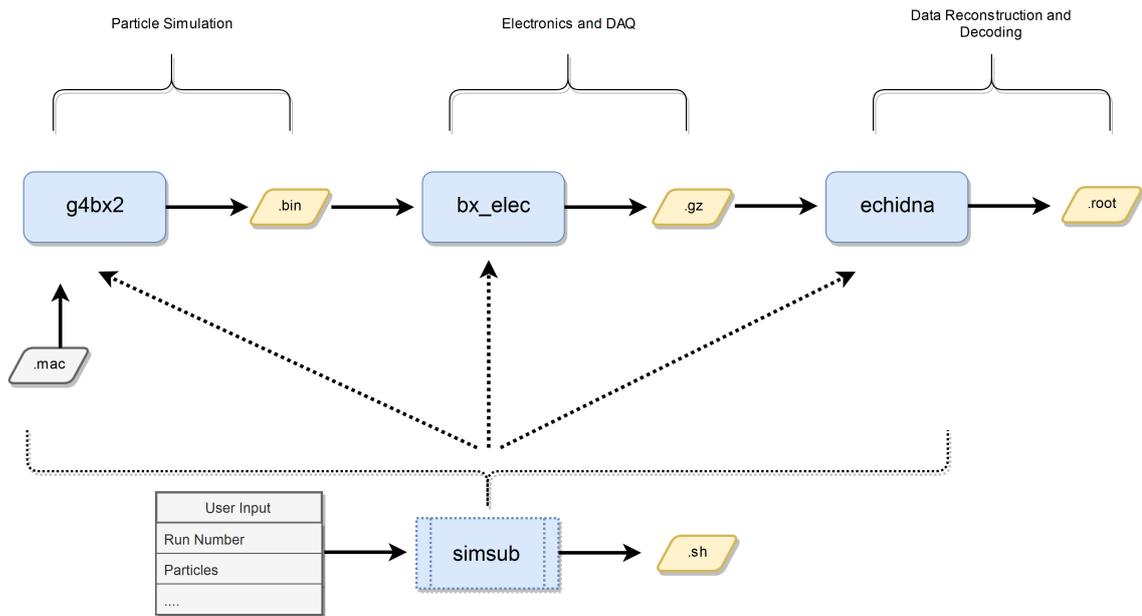 Particle Simulation
Electronics and DAQ
Data Reconstruction and
Decoding
g4bx2
.bin
bx_elec
.gz
echidna
.root
.mac
User Input
Run Number
Particles
....
simsub
.sh